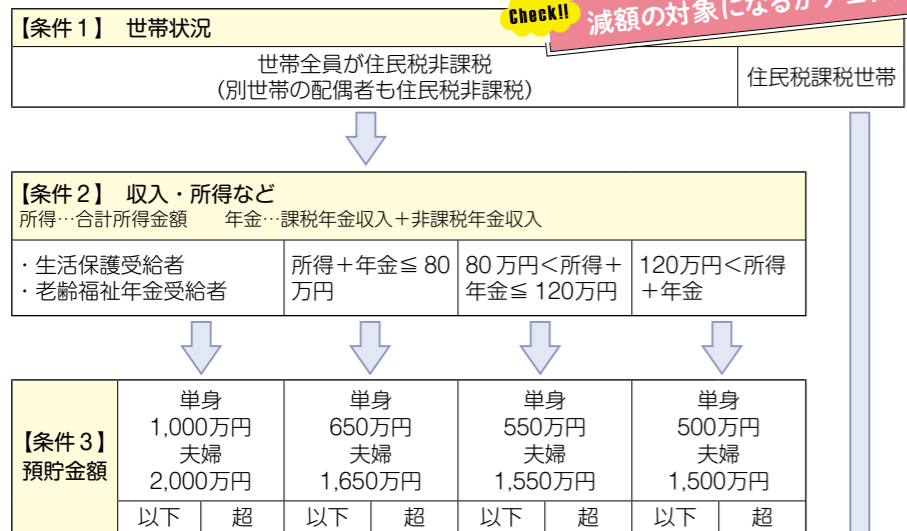 Check!!
減額の対象になるかチェック
【条件1】 世帯状況
世帯全員が住民税非課税
(別世帯の配偶者も住民税非課税)
住民税課税世帯
【条件2】 収入・所得など
所得…合計所得金額 年金…課税年金収入+非課税年金収入
・生活保護受給者
・老齢福祉年金受給者
所得+年金≦ 80
万円
80 万円<所得+
年金≦ 120万円
120万円<所得
+年金
【条件3】
預貯金額
単身
1,000万円
夫婦
2,000万円
以下
超
単身
650万円
夫婦
1,650万円
以下
超
単身
550万円
夫婦
1,550万円
以下
超
単身
500万円
夫婦
1,500万円
以下
超